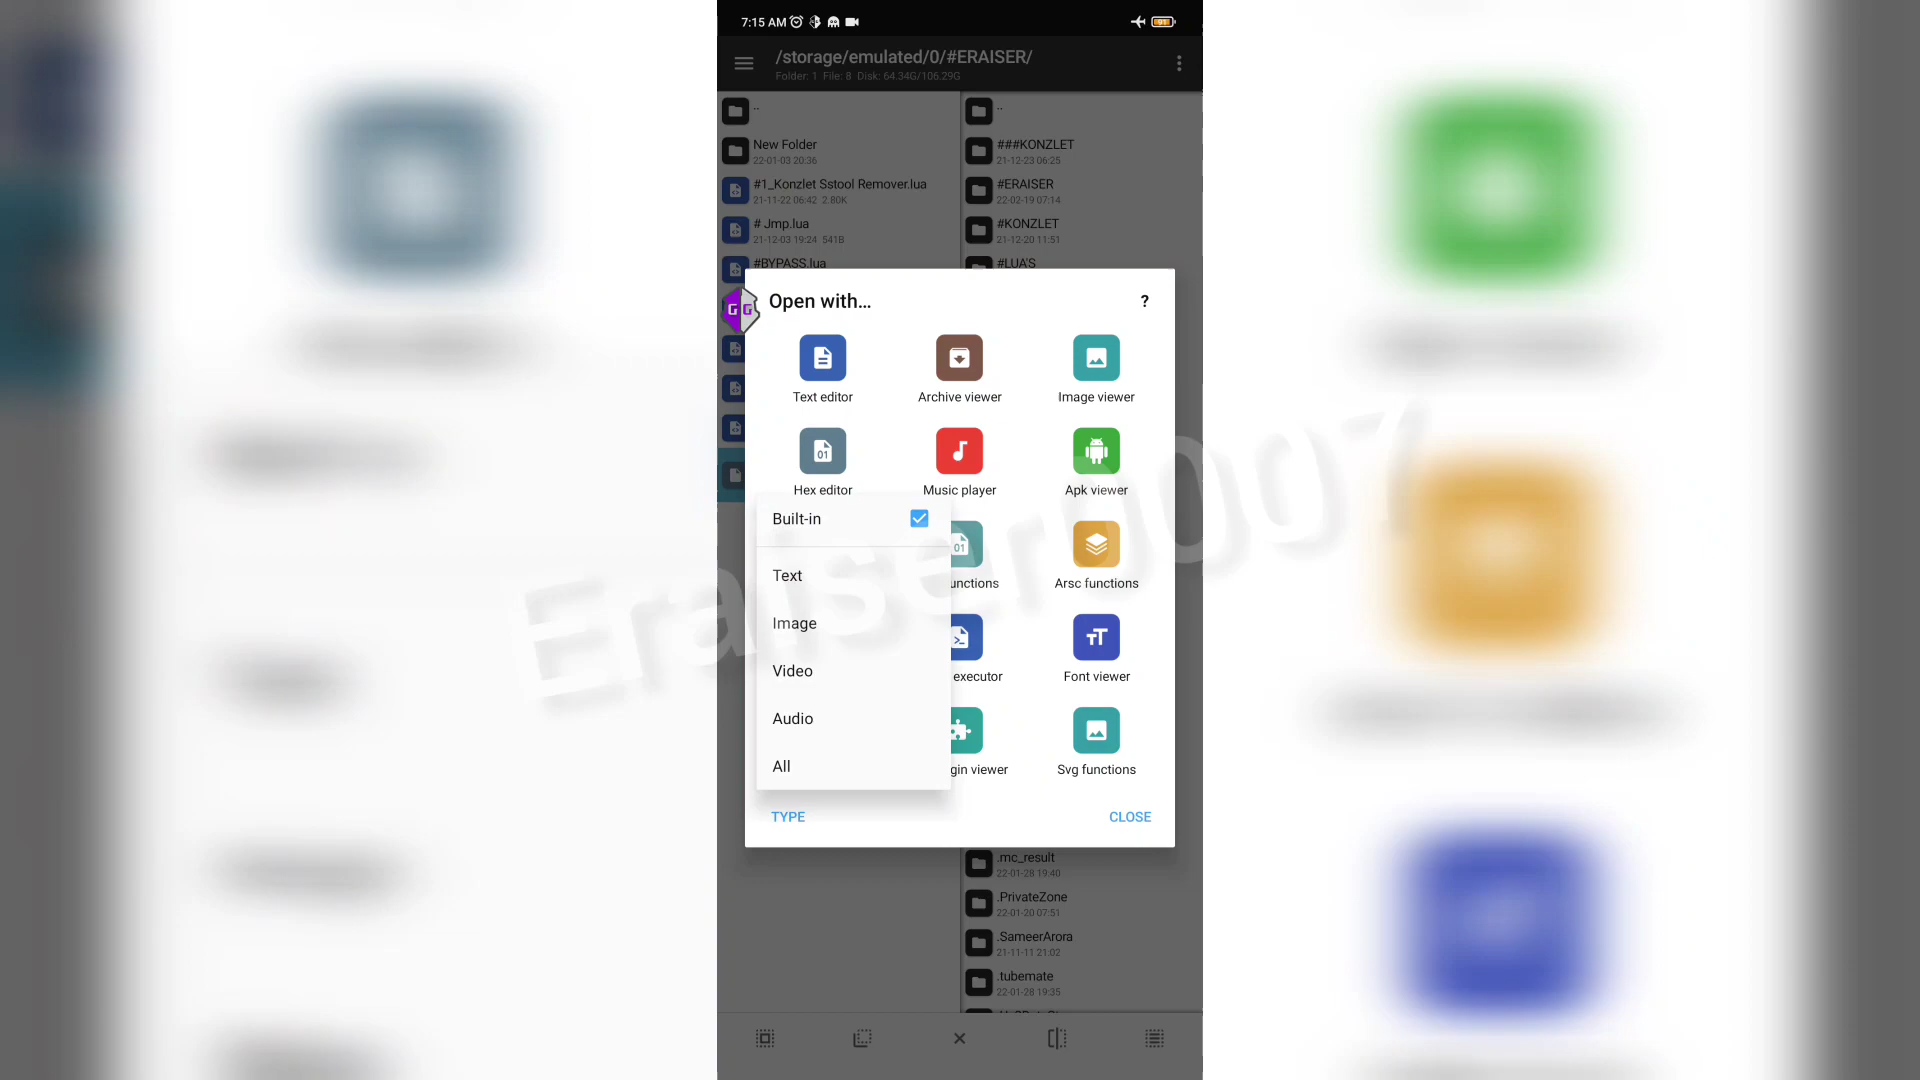 7:15 AM
91
/storage/emulated/0/#ERAISER/
Folder: 1 File: 8 Disk: 64.34G/106.29G
..
New Folder
22-01-03 20:36
#1_Konzlet Sstool Remover.lua
21-11-22 06:42 2.80K
# Jmp.lua
21-12-03 19:24 541B
#BYPASS.lua
..
###KONZLET
21-12-23 06:25
#ERAISER
22-02-19 07:14
#KONZLET
21-12-20 11:51
#LUA'S
GG
Open with...
?
Text editor
Archive viewer
Image viewer
01
Hex editor
Music player
Apk viewer
Built-in
Text
Image
Video
Audio
All
01
unctions
Arsc functions
executor
TT
Font viewer
gin viewer
Svg functions
TYPE
CLOSE
Eraiser0007
.mc_result
22-01-28 19:40
.PrivateZone
22-01-20 07:51
.SameerArora
21-11-11 21:02
.tubemate
22-01-28 19:35